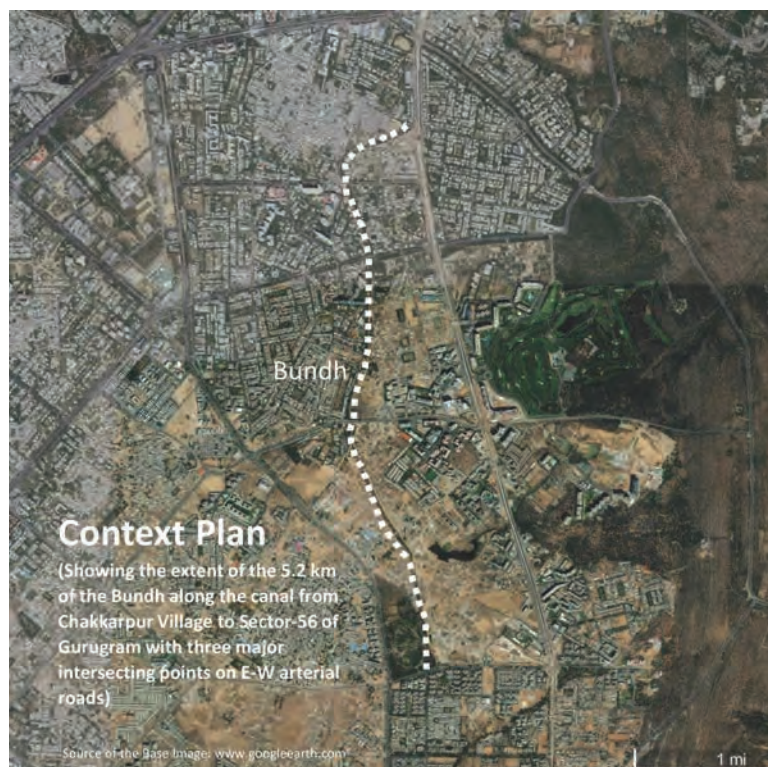 Bundh
Context Plan
(Showing the extent of the 5.2 km
of the Bundh along the canal from
Chakkarpur Village to Sector-56 of
Gurugram with three major
intersecting points on E-W arterial
roads)
Source of the Base Image: www.googleearth.com
1 mi